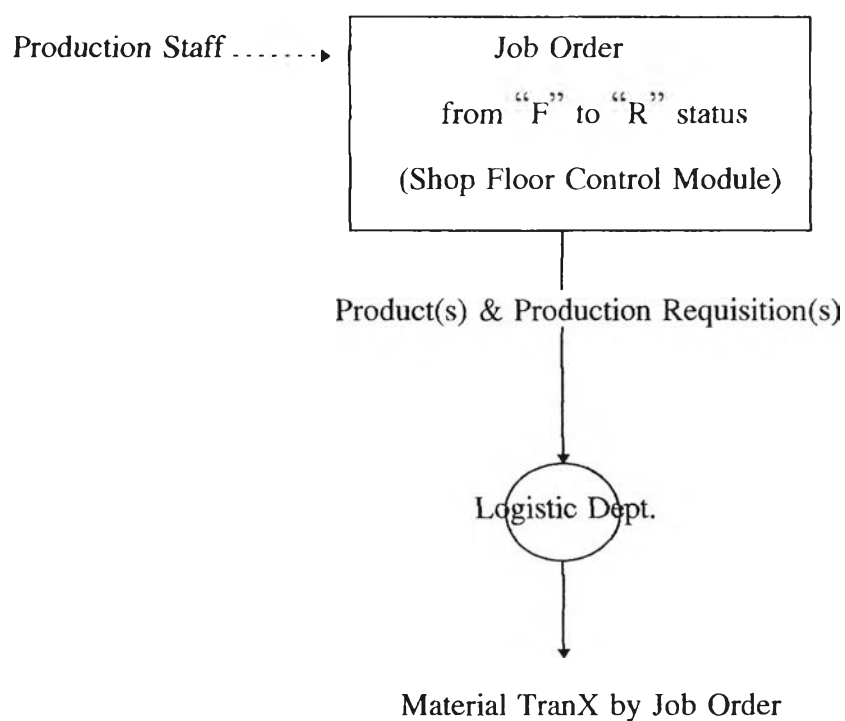 Production Staff
Job Order
from “F” to “R” status
(Shop Floor Control Module)
Product(s) & Production Requisition(s)
Logistic Dept.
Material TranX by Job Order